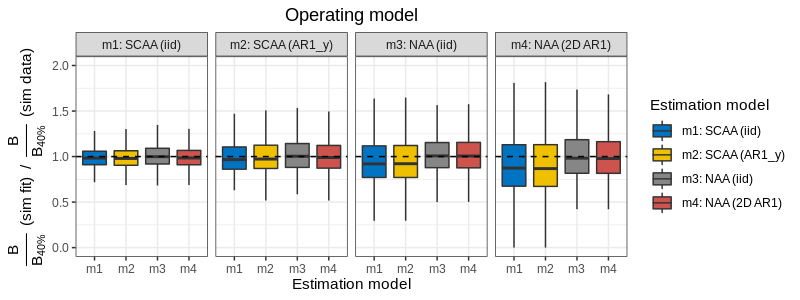 Operating model
m1: SCAA (iid)
m2: SCAA (AR1_y)
m3: NAA (iid)
m4: NAA (2D AR1)
B/B40% (sim fit) / B/B40% (sim data)
2.0
1.5
1.0
0.5
0.0
m1 m2 m3 m4
m1 m2 m3 m4
m1 m2 m3 m4
m1 m2 m3 m4
Estimation model
Estimation model
m1: SCAA (iid)
m2: SCAA (AR1_y)
m3: NAA (iid)
m4: NAA (2D AR1)